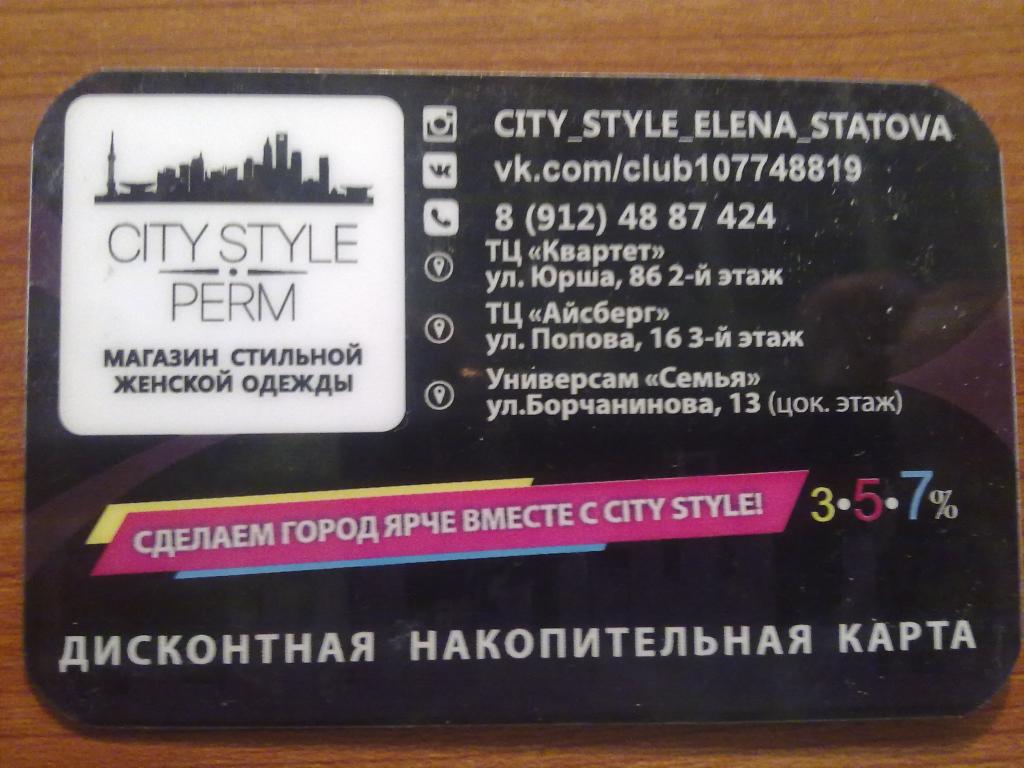 CITY STYLE
PERM
МАГАЗИН СТИЛЬНОЙ
ЖЕНСКОЙ ОДЕЖДЫ
CITY_STYLE_ELENA_STATOVA
vk.com/club107748819
8 (912) 48 87 424
ТЦ «Квартет»
ул. Юрша, 86 2-й этаж
ТЦ «Айсберг»
ул. Попова, 16 3-й этаж
Универсам «Семья»
ул.Борчанинова, 13 (цок. этаж)
СДЕЛАЕМ ГОРОД ЯРЧЕ ВМЕСТЕ С CITY STYLE!
3•5•7%
ДИСКОНТНАЯ НАКОПИТЕЛЬНАЯ КАРТА